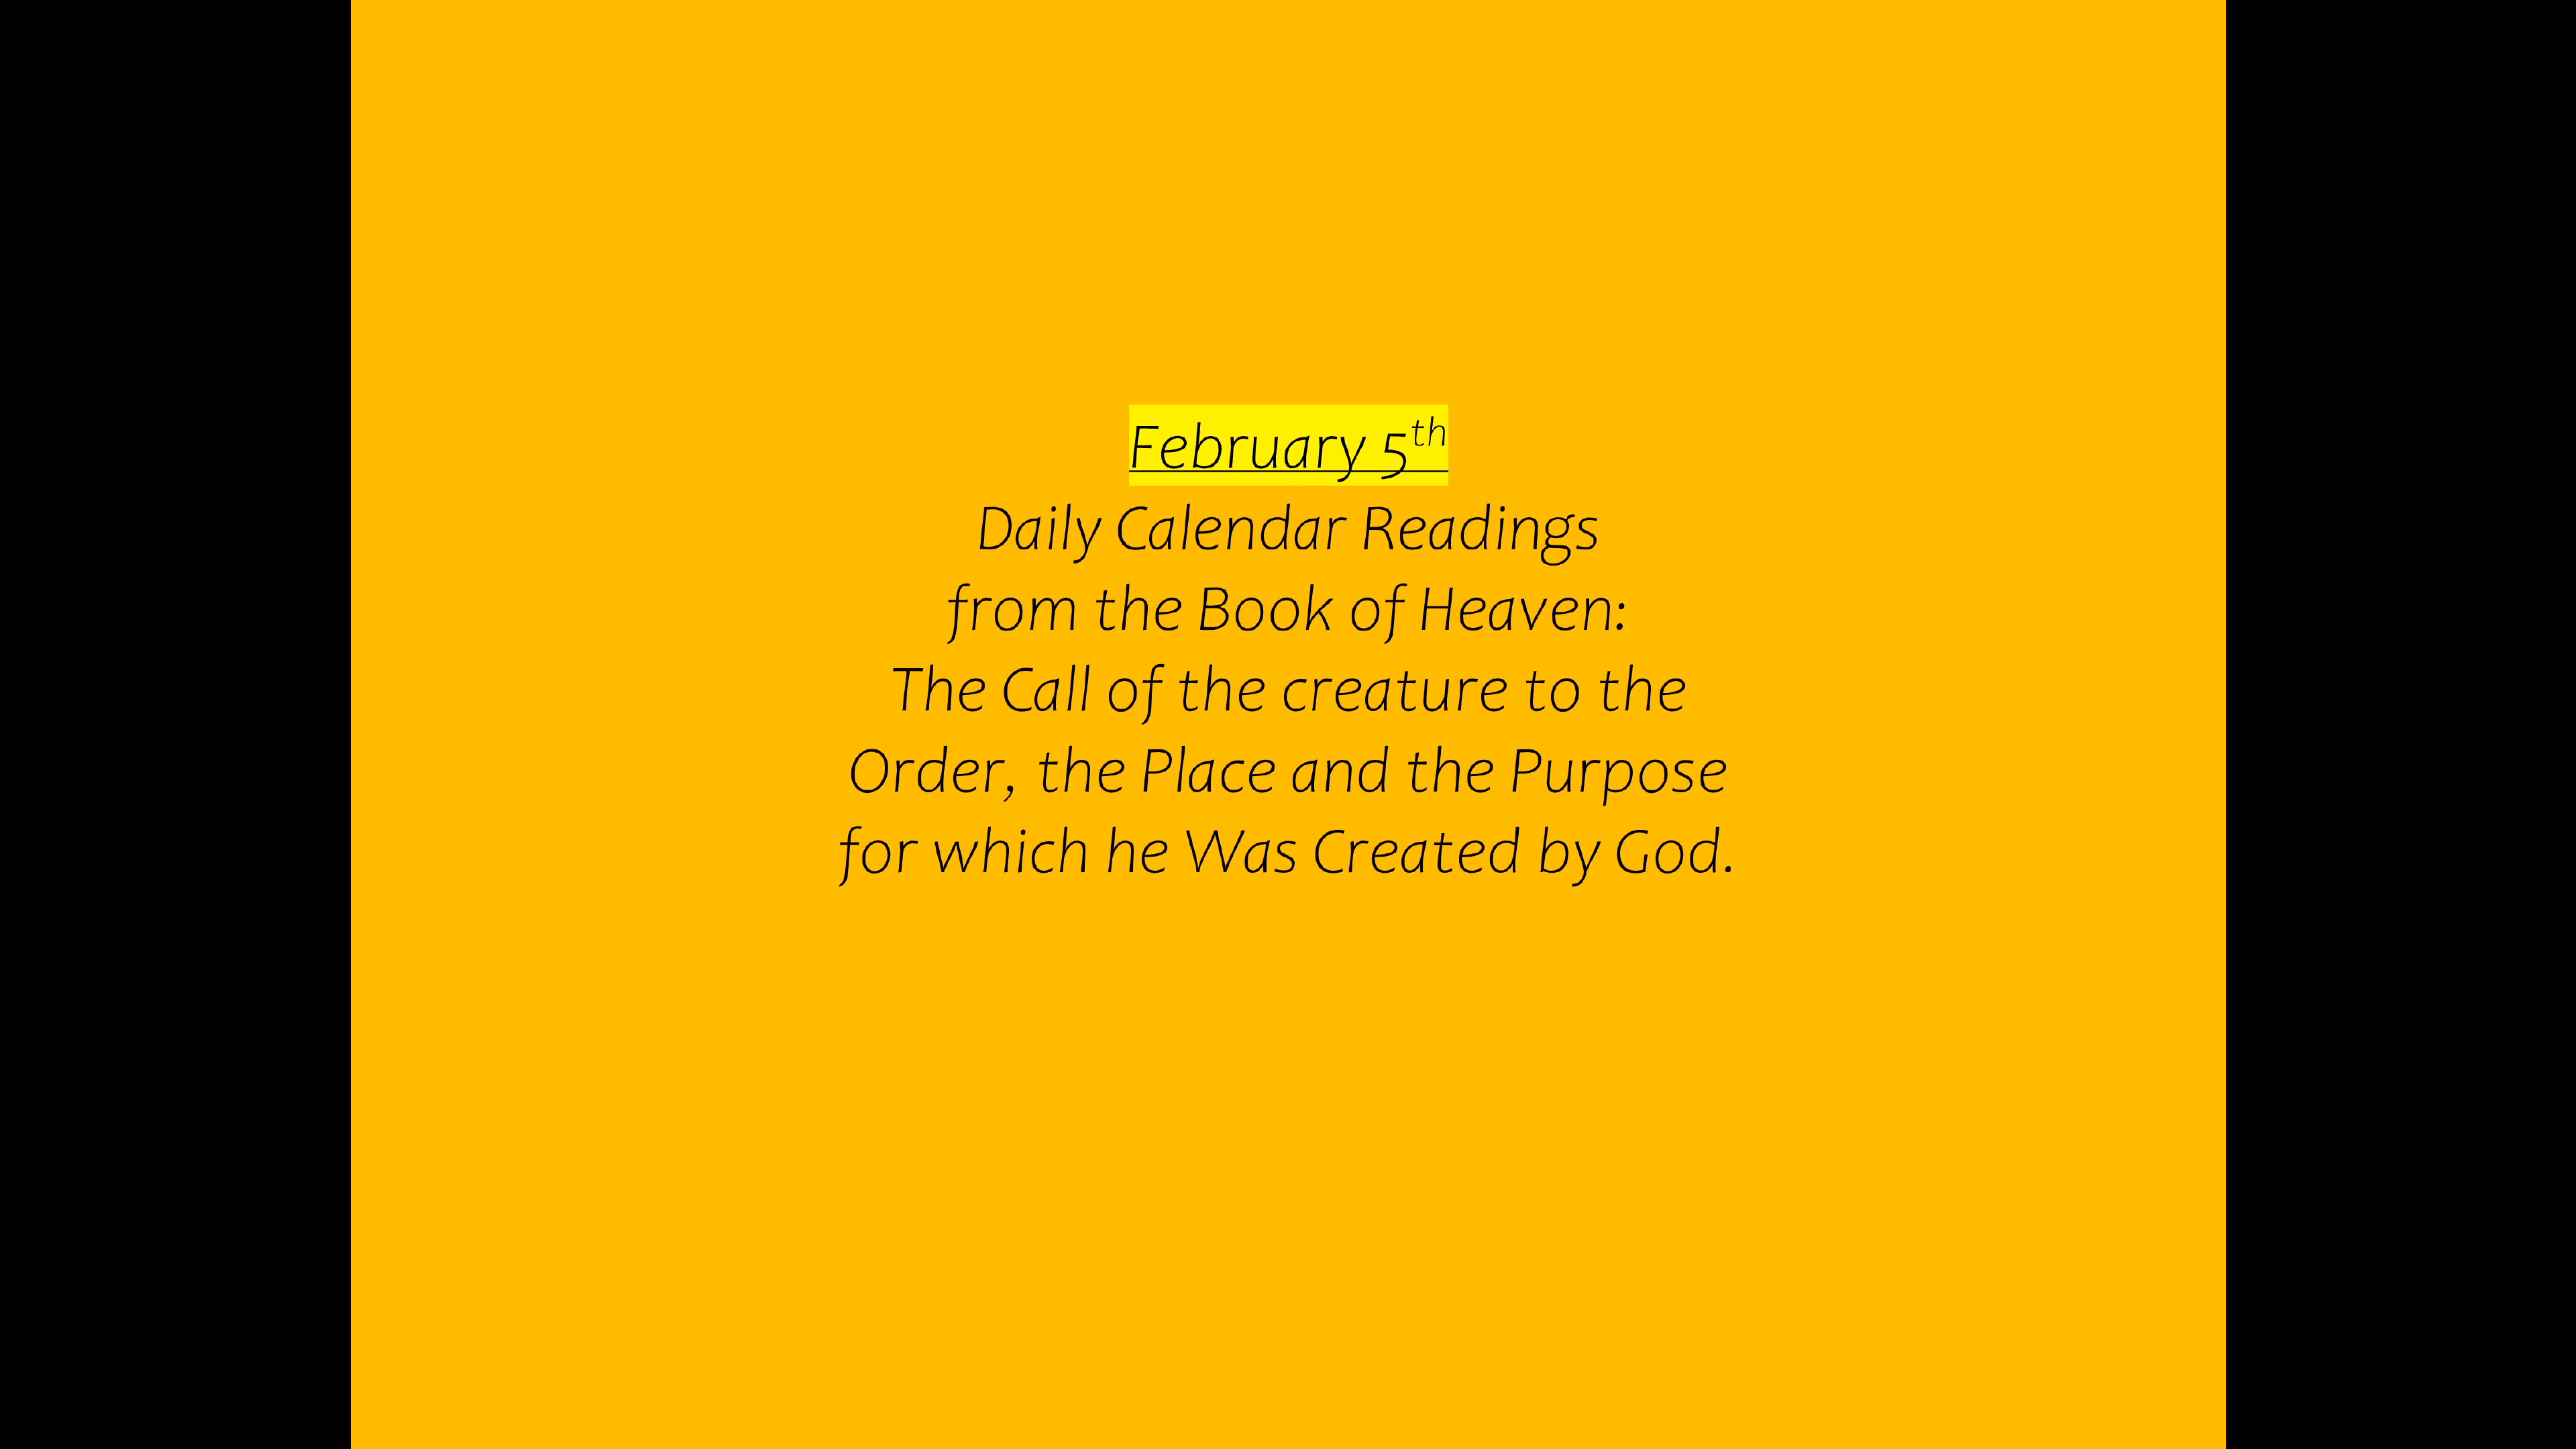 February 5th
Daily Calendar Readings
from the Book of Heaven:
The Call of the creature to the
Order, the Place and the Purpose
for which he Was Created by God.